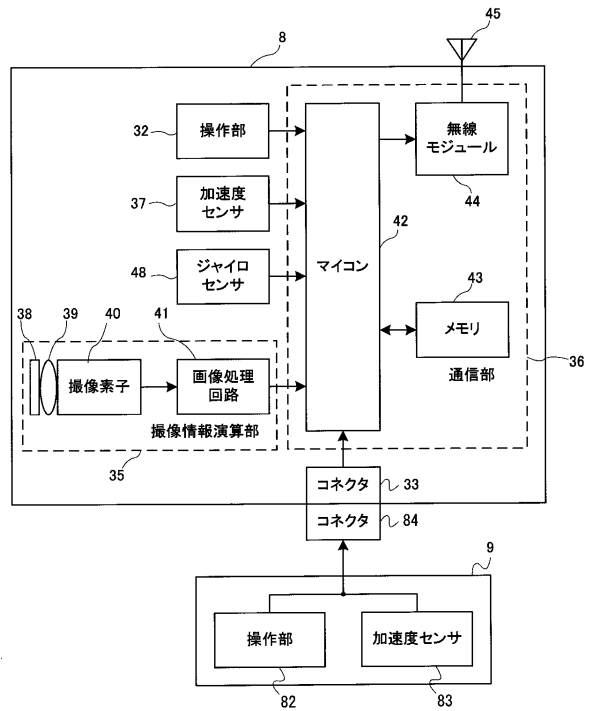 45
8
32
操作部
無線
モジュール
44
37
加速度
センサ
マイコン
42
48
ジャイロ
センサ
43
メモリ
通信部
36
38
39
40
41
撮像素子
画像処理
回路
撮像情報演算部
35
コネクタ
33
コネクタ
84
9
操作部
加速度センサ
82
83